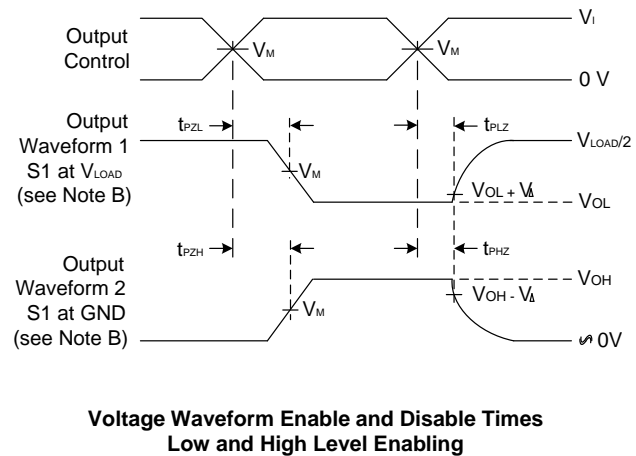 Output
Control
VM
VM
VI
0 V
Output
Waveform 1
S1 at VLOAD
(see Note B)
tPZL
tPLZ
VLOAD/2
VM
VOL + VΔ
VOL
Output
Waveform 2
S1 at GND
(see Note B)
tPZH
tPHZ
VOH
VM
VOH - VΔ
0V
Voltage Waveform Enable and Disable Times
Low and High Level Enabling